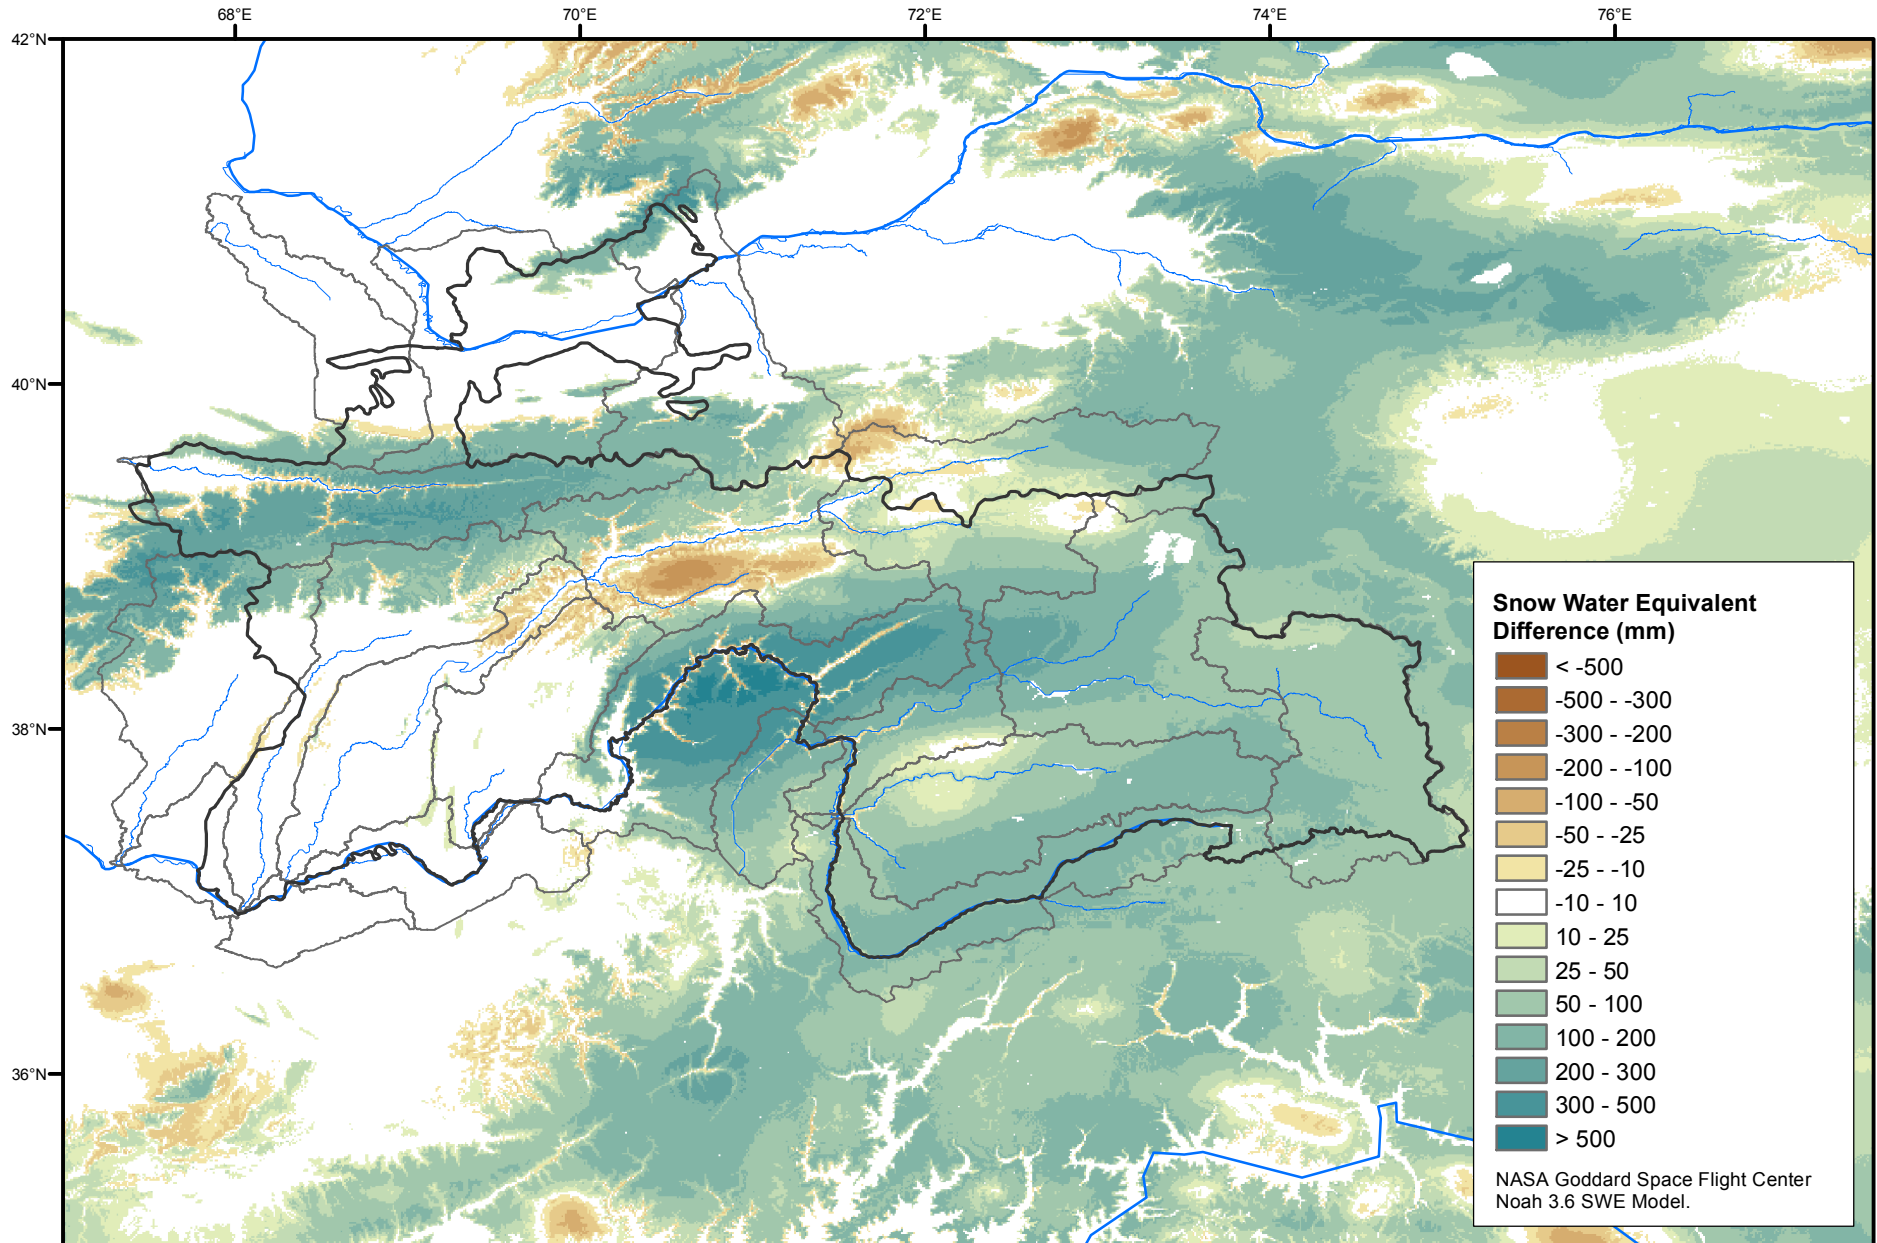 68°E 70°E 72°E 74°E 76°E
42°N
40°N
38°N
36°N
Snow Water Equivalent
Difference (mm)
< -500
-500 - -300
-300 - -200
-200 - -100
-100 - -50
-50 - -25
-25 - -10
-10 - 10
10 - 25
25 - 50
50 - 100
100 - 200
200 - 300
300 - 500
> 500
NASA Goddard Space Flight Center
Noah 3.6 SWE Model.